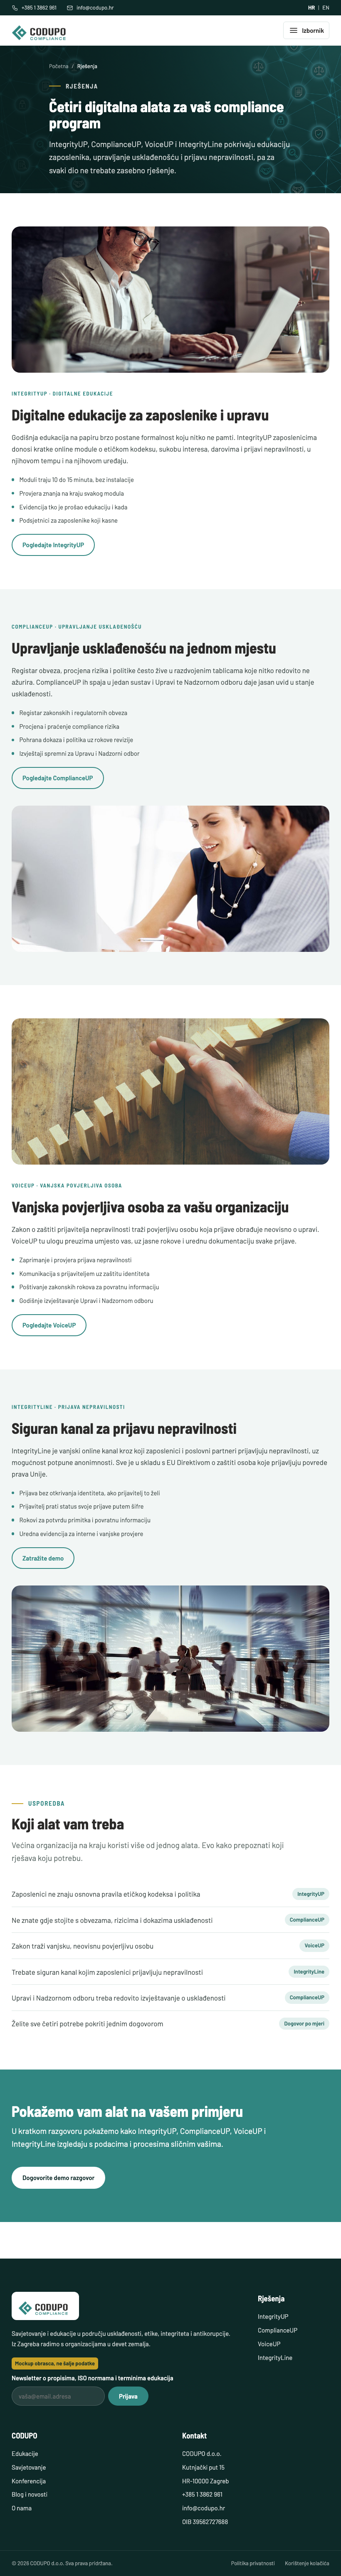 +385 1 3862 961 info@codupo.hr HR | EN
CODUPO
COMPLIANCE
Izbornik
Početna / Rješenja
RJEŠENJA
Četiri digitalna alata za vaš compliance
program
IntegrityUP, ComplianceUP, VoiceUP i IntegrityLine pokrivaju edukaciju
zaposlenika, upravljanje usklađenošću i prijavu nepravilnosti, pa za
svaki dio ne trebate zasebno rješenje.
INTEGRITYUP · DIGITALNE EDUKACIJE
Digitalne edukacije za zaposlenike i upravu
Godišnja edukacija na papiru brzo postane formalnost koju nitko ne pamti. IntegrityUP zaposlenicima
donosi kratke online module o etičkom kodeksu, sukobu interesa, darovima i prijavi nepravilnosti, u
njihovom tempu i na njihovom uređaju.
Moduli traju 10 do 15 minuta, bez instalacije
Provjera znanja na kraju svakog modula
Evidencija tko je prošao edukaciju i kada
Podsjetnici za zaposlenike koji kasne
Pogledajte IntegrityUP
COMPLIANCEUP · UPRAVLJANJE USKLAĐENOŠĆU
Upravljanje usklađenošću na jednom mjestu
Registar obveza, procjena rizika i politike često žive u razdvojenim tablicama koje nitko redovito ne
ažurira. ComplianceUP ih spaja u jedan sustav i Upravi te Nadzornom odboru daje jasan uvid u stanje
usklađenosti.
Registar zakonskih i regulatornih obveza
Procjena i praćenje compliance rizika
Pohrana dokaza i politika uz rokove revizije
Izvještaji spremni za Upravu i Nadzorni odbor
Pogledajte ComplianceUP
VOICEUP · VANJSKA POVJERLJIVA OSOBA
Vanjska povjerljiva osoba za vašu organizaciju
Zakon o zaštiti prijavitelja nepravilnosti traži povjerljivu osobu koja prijave obrađuje neovisno o upravi.
VoiceUP tu ulogu preuzima umjesto vas, uz jasne rokove i urednu dokumentaciju svake prijave.
Zaprimanje i provjera prijava nepravilnosti
Komunikacija s prijaviteljem uz zaštitu identiteta
Poštivanje zakonskih rokova za povratnu informaciju
Godišnje izvještavanje Upravi i Nadzornom odboru
Pogledajte VoiceUP
INTEGRITYLINE · PRIJAVA NEPRAVILNOSTI
Siguran kanal za prijavu nepravilnosti
IntegrityLine je vanjski online kanal kroz koji zaposlenici i poslovni partneri prijavljuju nepravilnosti, uz
mogućnost potpune anonimnosti. Sve je u skladu s EU Direktivom o zaštiti osoba koje prijavljuju povrede
prava Unije.
Prijava bez otkrivanja identiteta, ako prijavitelj to želi
Prijavitelj prati status svoje prijave putem šifre
Rokovi za potvrdu primitka i povratnu informaciju
Uredna evidencija za interne i vanjske provjere
Zatražite demo
USPOREDBA
Koji alat vam treba
Većina organizacija na kraju koristi više od jednog alata. Evo kako prepoznati koji
rješava koju potrebu.
Zaposlenici ne znaju osnovna pravila etičkog kodeksa i politika IntegrityUP
Ne znate gdje stojite s obvezama, rizicima i dokazima usklađenosti ComplianceUP
Zakon traži vanjsku, neovisnu povjerljivu osobu VoiceUP
Trebate siguran kanal kojim zaposlenici prijavljuju nepravilnosti IntegrityLine
Upravi i Nadzornom odboru treba redovito izvještavanje o usklađenosti ComplianceUP
Želite sve četiri potrebe pokriti jednim dogovorom Dogovor po mjeri
Pokažemo vam alat na vašem primjeru
U kratkom razgovoru pokažemo kako IntegrityUP, ComplianceUP, VoiceUP i
IntegrityLine izgledaju s podacima i procesima sličnim vašima.
Dogovorite demo razgovor
CODUPO
COMPLIANCE
Savjetovanje i edukacije u području usklađenosti, etike, integriteta i antikorupcije.
Iz Zagreba radimo s organizacijama u devet zemalja.
Mockup obrasca, ne šalje podatke
Newsletter o propisima, ISO normama i terminima edukacija
vaša@email.adresa Prijava
Rješenja
IntegrityUP
ComplianceUP
VoiceUP
IntegrityLine
CODUPO
Edukacije
Savjetovanje
Konferencija
Blog i novosti
O nama
Kontakt
CODUPO d.o.o.
Kutnjački put 15
HR-10000 Zagreb
+385 1 3862 961
info@codupo.hr
OIB 39562727688
© 2026 CODUPO d.o.o. Sva prava pridržana. Politika privatnosti Korištenje kolačića